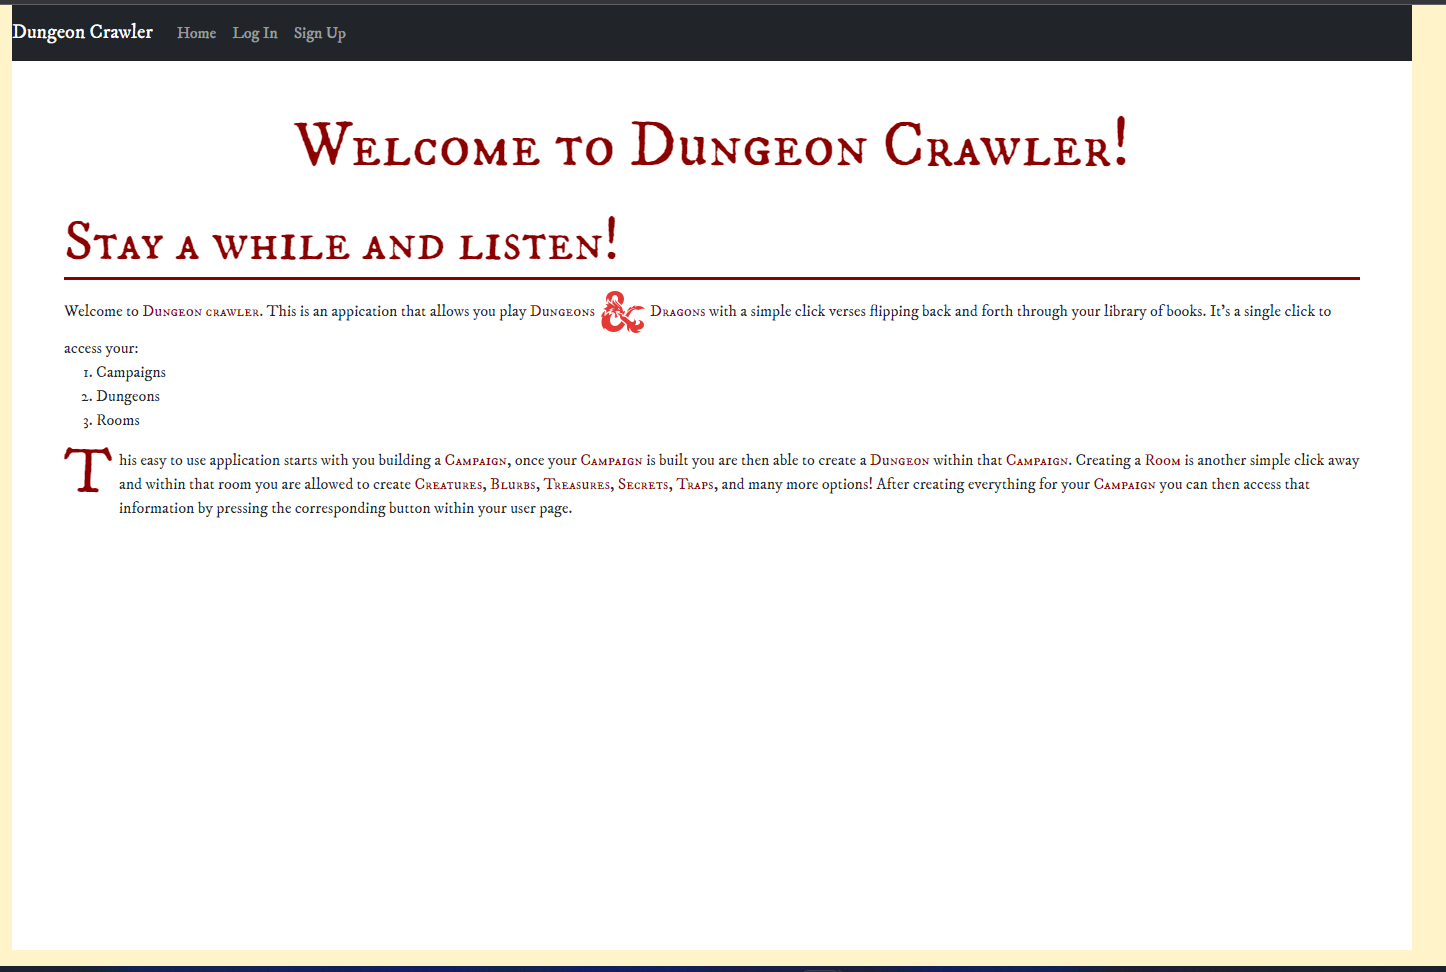 Dungeon Crawler Home Log In Sign Up
Welcome to Dungeon Crawler!
Stay a while and listen!
Welcome to Dungeon crawler. This is an appication that allows you play Dungeons & Dragons with a simple click verses flipping back and forth through your library of books. It's a single click to
access your:
1. Campaigns
2. Dungeons
3. Rooms
This easy to use application starts with you building a Campaign, once your Campaign is built you are then able to create a Dungeon within that Campaign. Creating a Room is another simple click away
and within that room you are allowed to create Creatures, Blurbs, Treasures, Secrets, Traps, and many more options! After creating everything for your Campaign you can then access that
information by pressing the corresponding button within your user page.